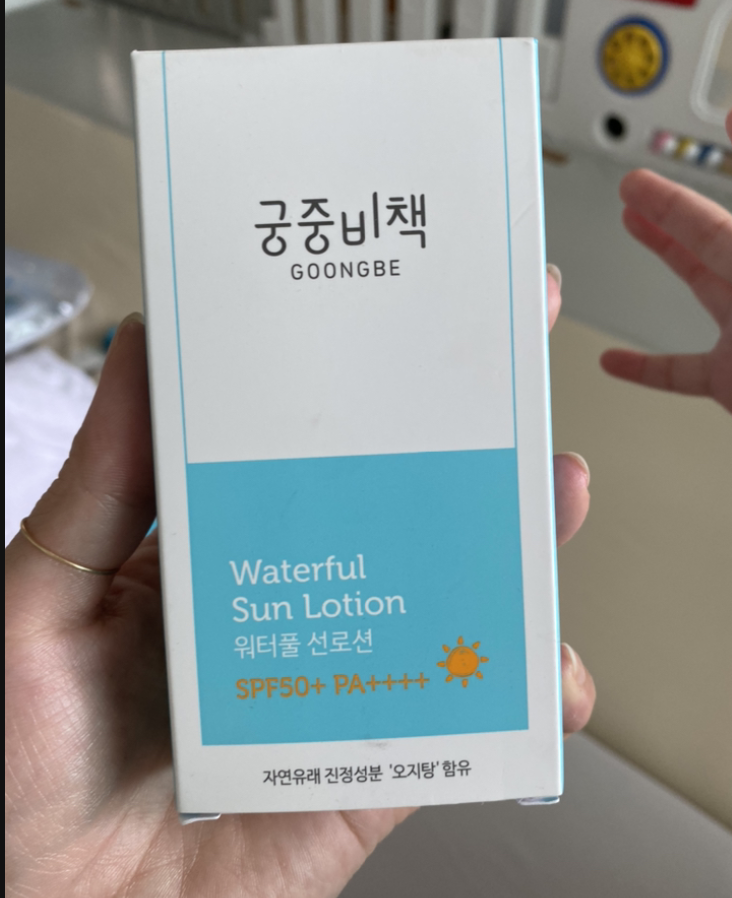 궁중비책
GOONGBE
Waterful
Sun Lotion
워터풀 선로션
SPF50+ PA++++
자연유래 진정성분 '오지탕' 함유